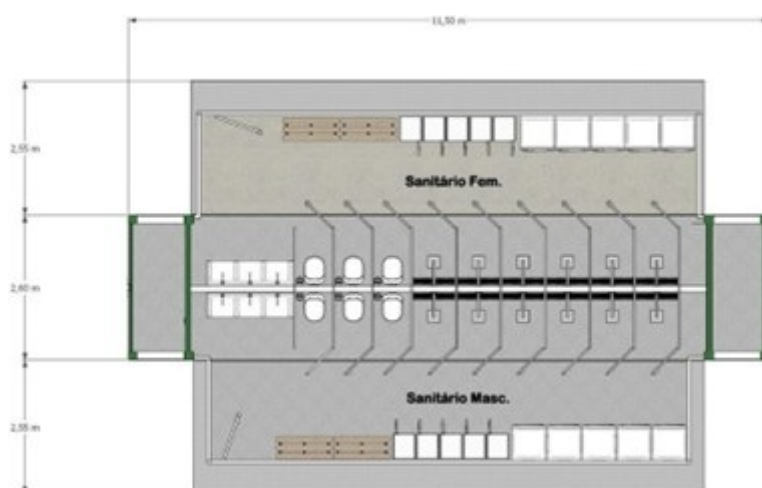 11,50 m
2,55 m
Sanitário Fem.
2,60 m
Sanitário Masc.
2,55 m